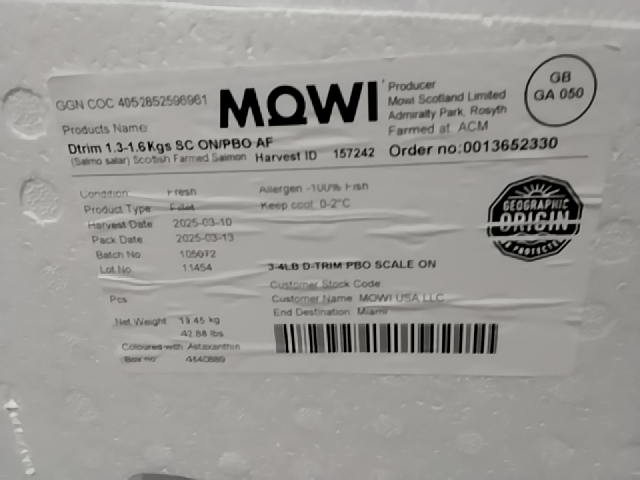 GGN COC 4052852596961
MOWI
Producer
Mowi Scotland Limited
Admiralty Park, Rosyth
Farmed at ACM
GB
GA 050
Products Name
Dtrim 1.3-1.6Kgs SC ON/PBO AF
(Salmo salar) Scottish Farmed Salmon Harvest ID 157242 Order no:0013652330
Condition Fresh
Product Type Fillet
Harvest Date 2025-03-10
Pack Date 2025-03-13
Batch No 105072
Lot No 11454
Allergen -100% Fish
Keep cool 0-2°C
GEOGRAPHIC
ORIGIN
PROTECTED
3-4LB D-TRIM PBO SCALE ON
Customer Stock Code
Customer Name MOWI USA LLC
End Destination Miami
Pcs
Net Weight 19.45 kg
42.88 lbs
Coloured with Astaxanthin
Box no